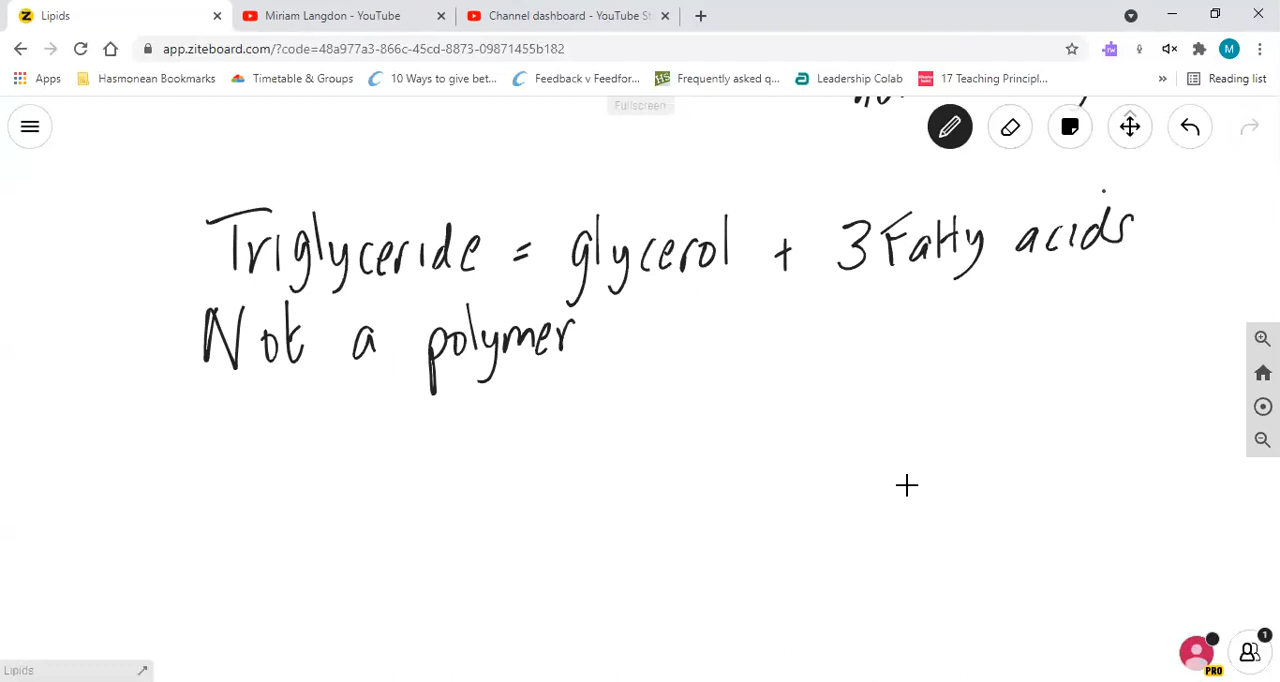 Lipids
Miriam Langdon - YouTube
Channel dashboard - YouTube St
app.ziteboard.com/?code=48a977a3-866c-45cd-8873-09871455b182
Apps
Hasmonean Bookmarks
Timetable & Groups
10 Ways to give bet...
Feedback v Feedfor...
Frequently asked q...
Leadership Colab
17 Teaching Principl...
»
Reading list
Fullscreen
Triglyceride = glycerol + 3 Fatty acids
Not a polymer
Lipids
PRO
1